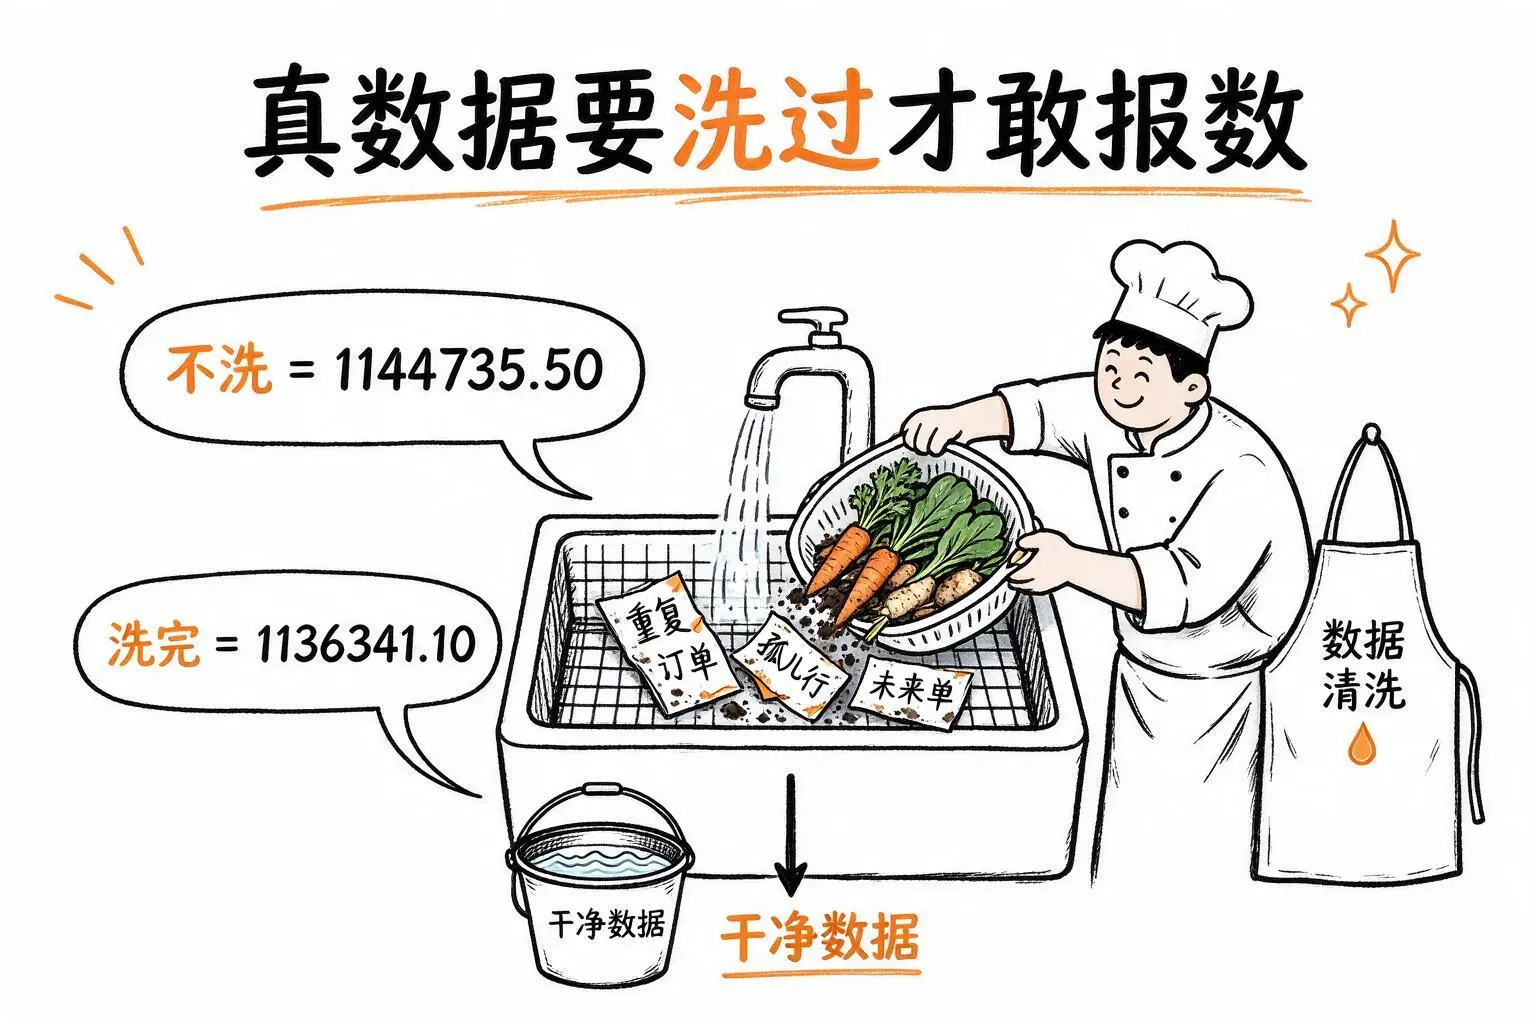 真数据要洗过才敢报数
不洗 = 1144735.50
洗完 = 1136341.10
重复
订单
孤儿行
未来单
数据
清洗
干净数据
干净数据